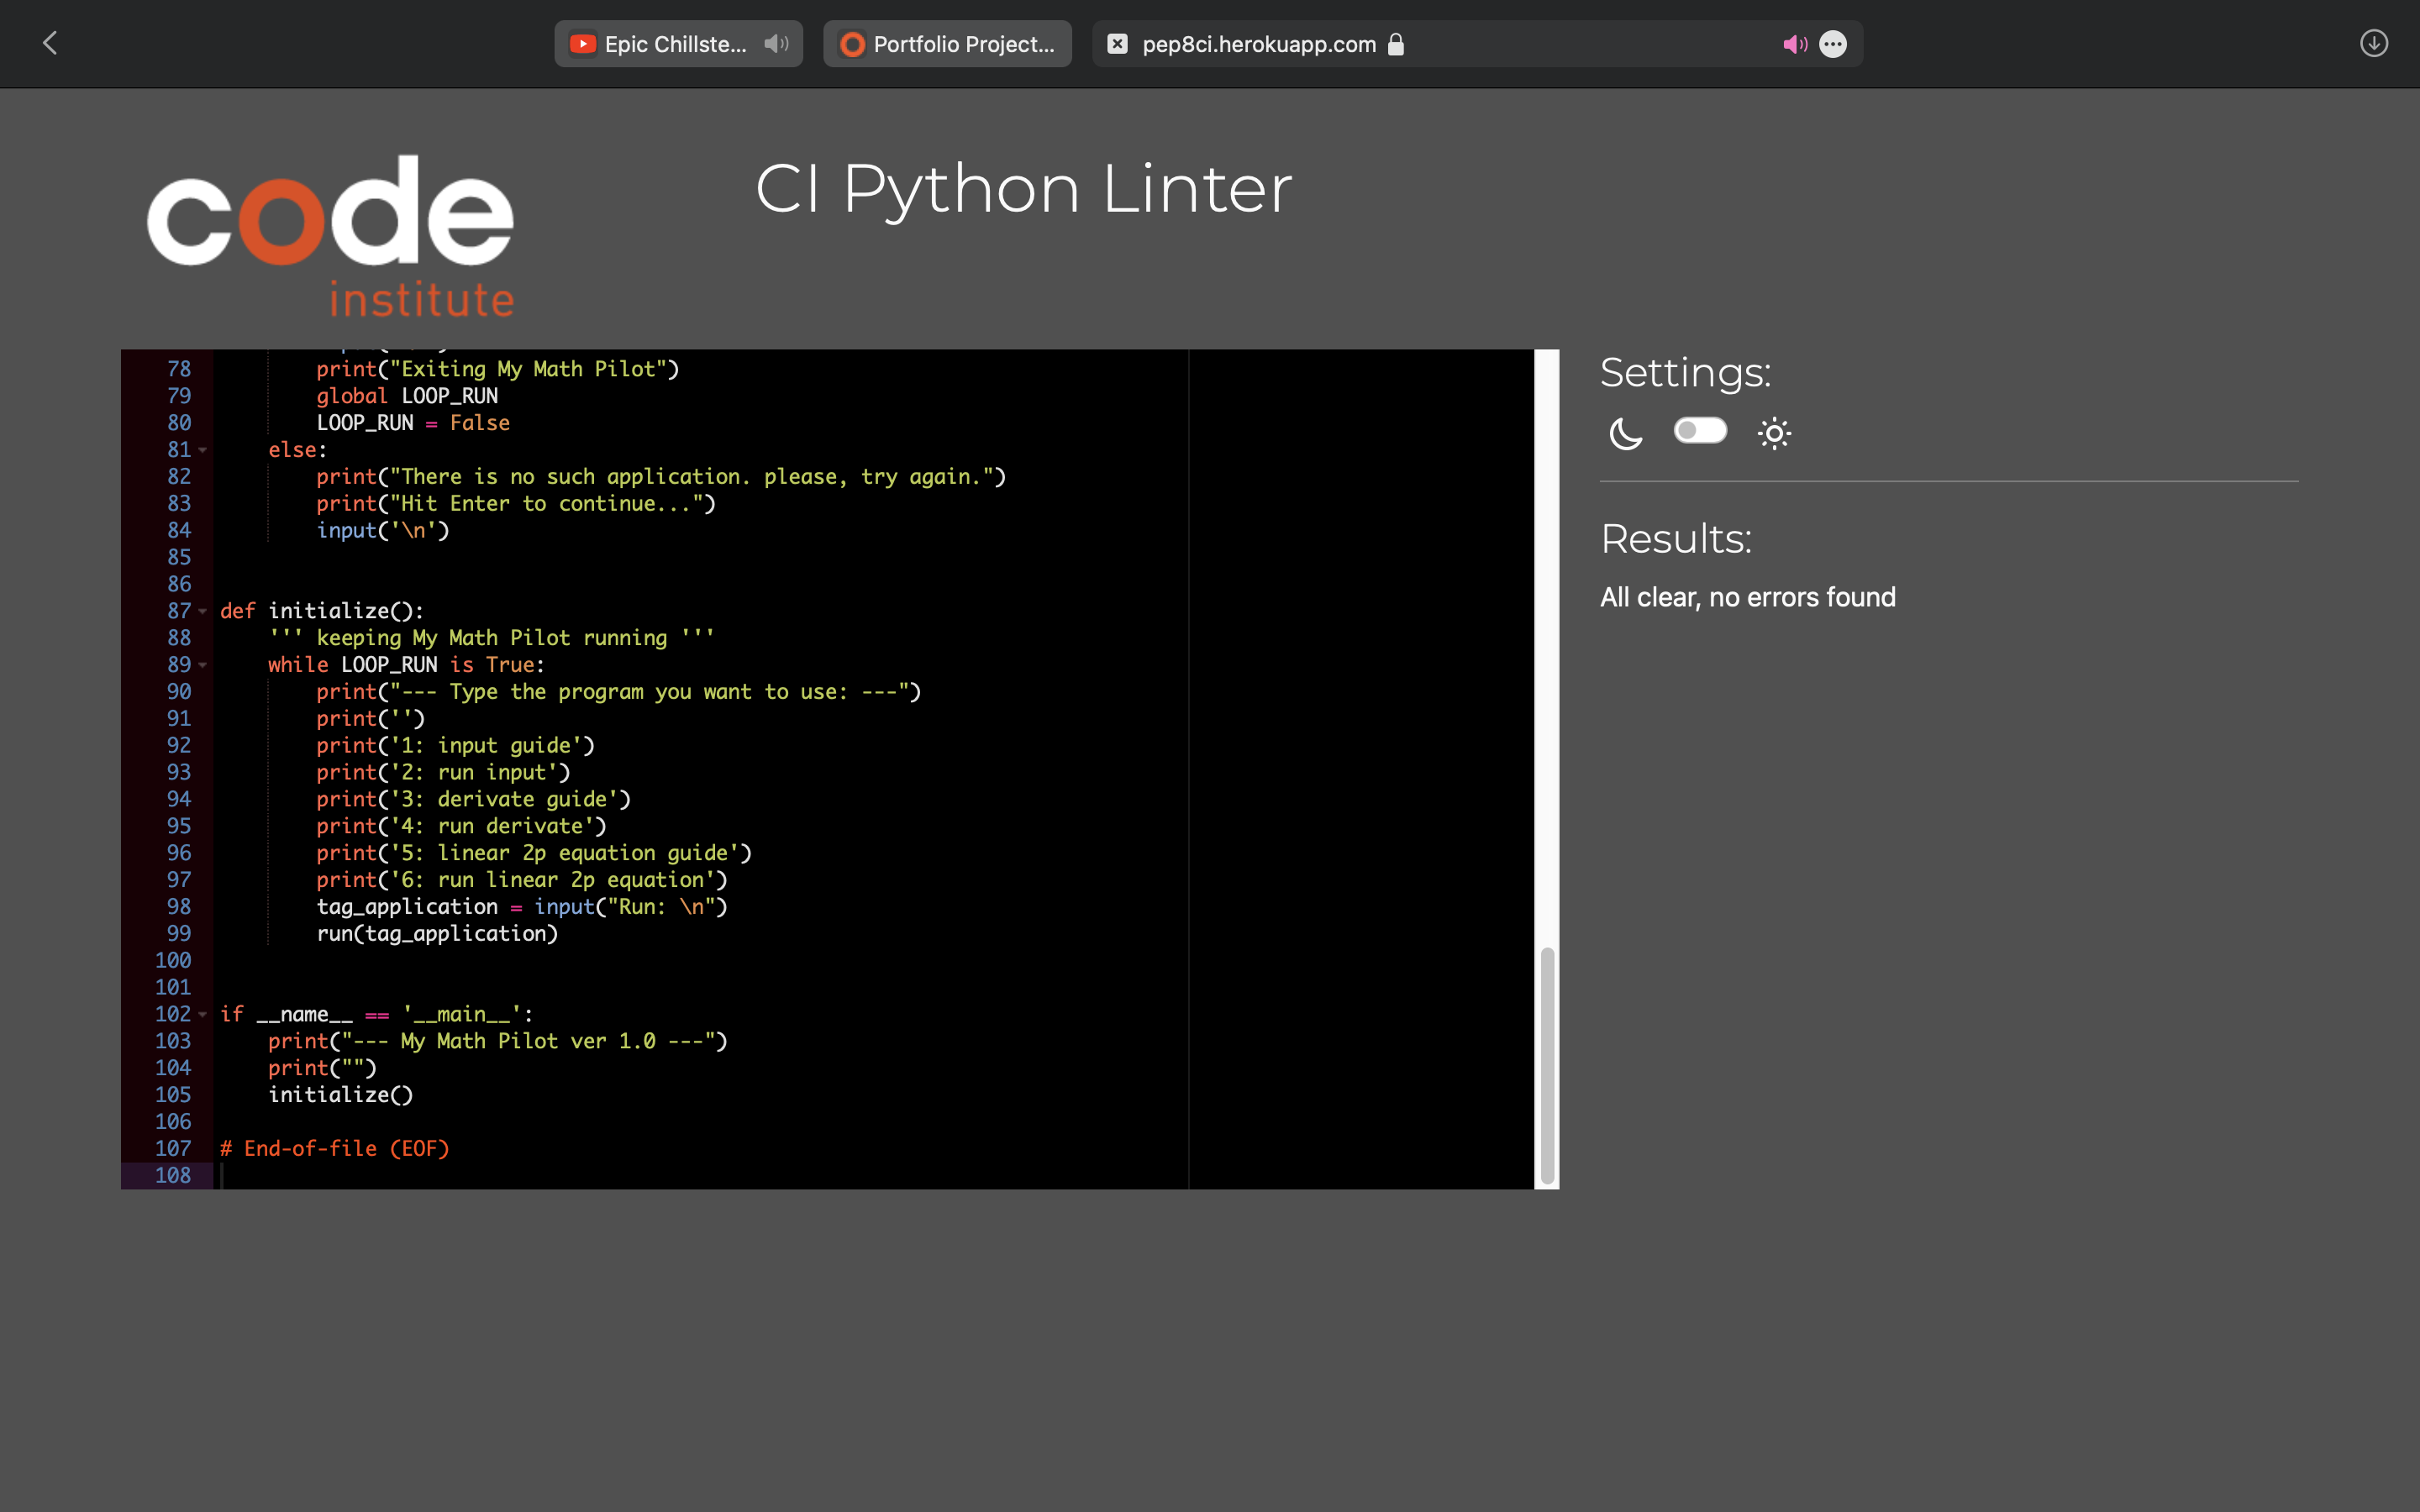 Epic Chillste...
Portfolio Project...
pep8ci.herokuapp.com
code
institute
CI Python Linter
78 print("Exiting My Math Pilot")
79 global LOOP_RUN
80 LOOP_RUN = False
81 else:
82 print("There is no such application. please, try again.")
83 print("Hit Enter to continue...")
84 input('\n')
85
86
87 def initialize():
88 ''' keeping My Math Pilot running '''
89 while LOOP_RUN is True:
90 print("--- Type the program you want to use: ---")
91 print('')
92 print('1: input guide')
93 print('2: run input')
94 print('3: derivate guide')
95 print('4: run derivate')
96 print('5: linear 2p equation guide')
97 print('6: run linear 2p equation')
98 tag_application = input("Run: \n")
99 run(tag_application)
100
101
102 if __name__ == '__main__':
103 print("--- My Math Pilot ver 1.0 ---")
104 print("")
105 initialize()
106
107 # End-of-file (EOF)
108
Settings:
Results:
All clear, no errors found